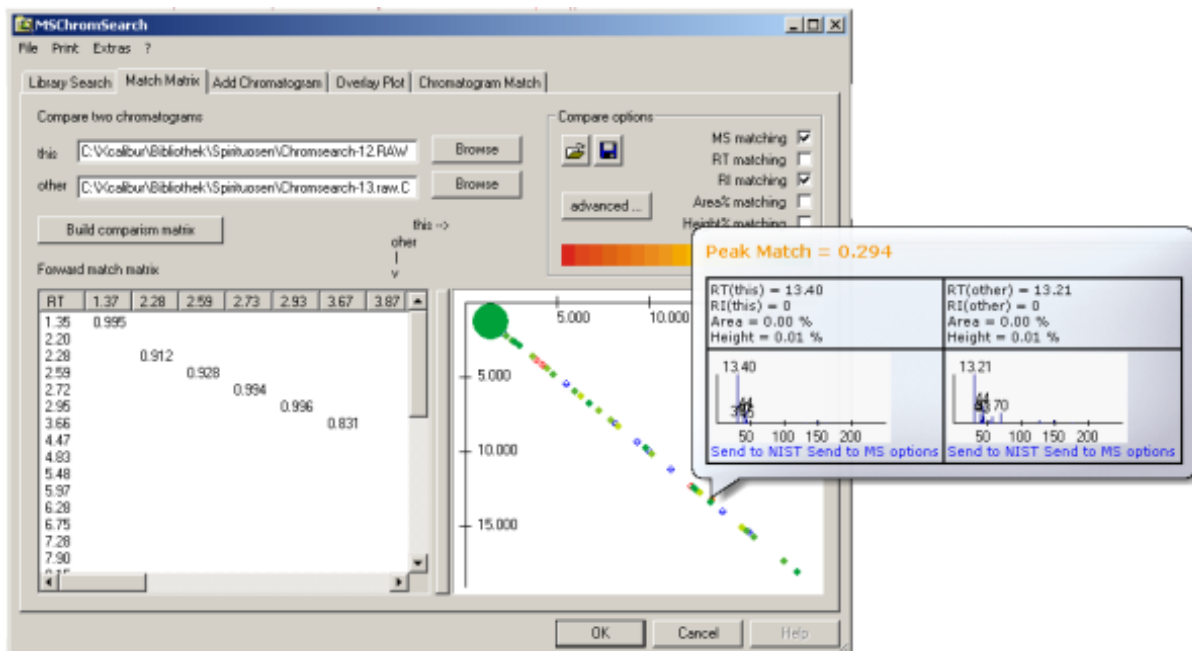 MSChromSearch
File Print Extras ?
Library Search Match Matrix Add Chromatogram Overlay Plot Chromatogram Match
Compare two chromatograms
this C:\Xcalibur\Bibliothek\Spirituosen\Chromsearch-12.RAW Browse
other C:\Xcalibur\Bibliothek\Spirituosen\Chromsearch-13.raw.C Browse
Build comparism matrix
this -->
oher
|
v
Forward match matrix
Compare options
MS matching
RT matching
RI matching
Area% matching
Height% matching
advanced ...
RT 1.37 2.28 2.59 2.73 2.93 3.67 3.87
1.35 0.995
2.20
2.28 0.912
2.59 0.928
2.72 0.994
2.95 0.996
3.66 0.831
4.47
4.83
5.48
5.97
6.28
6.75
7.28
7.90
5.000 10.000
5.000
10.000
15.000
Peak Match = 0.294
RT(this) = 13.40
RI(this) = 0
Area = 0.00 %
Height = 0.01 %
RT(other) = 13.21
RI(other) = 0
Area = 0.00 %
Height = 0.01 %
13.40
50 100 150 200
Send to NIST Send to MS options
13.21
70
50 100 150 200
Send to NIST Send to MS options
OK Cancel Help